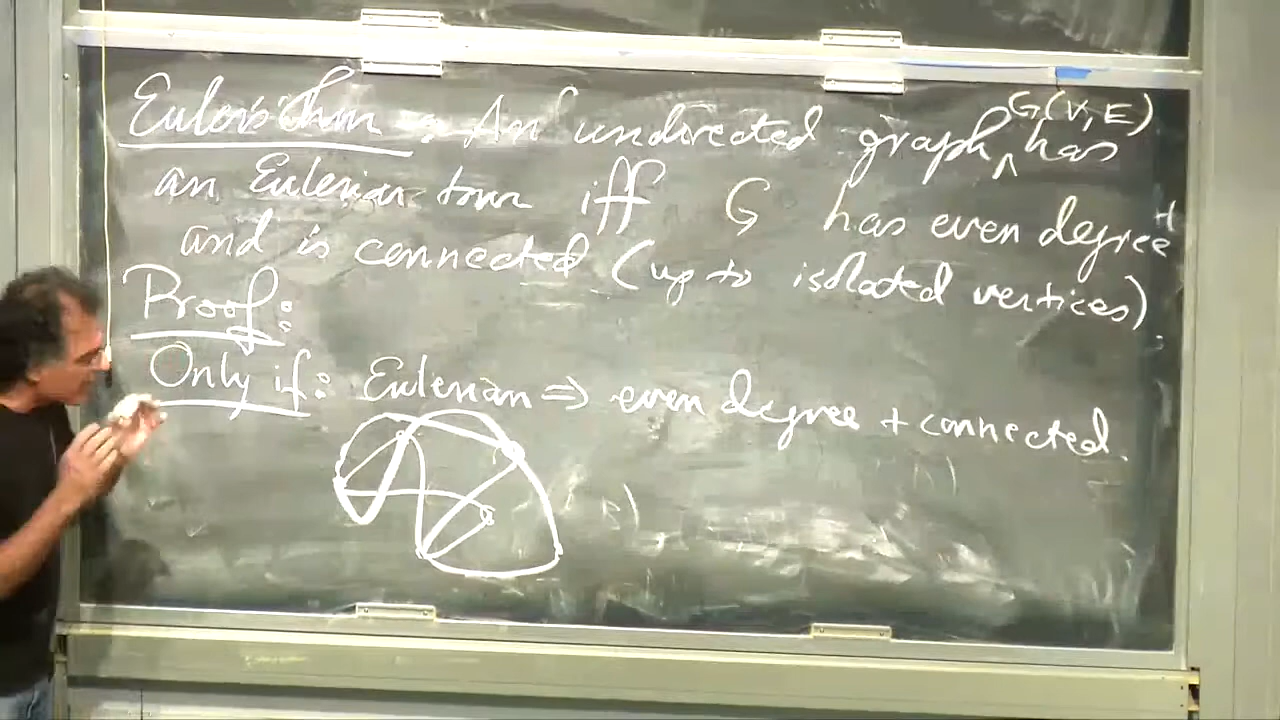 Euler's thm: An undirected graph G(V,E) has
an Eulerian tour iff G has even degree
and is connected (up to isolated vertices).
Proof:
Only if: Eulerian ⇒ even degree + connected.